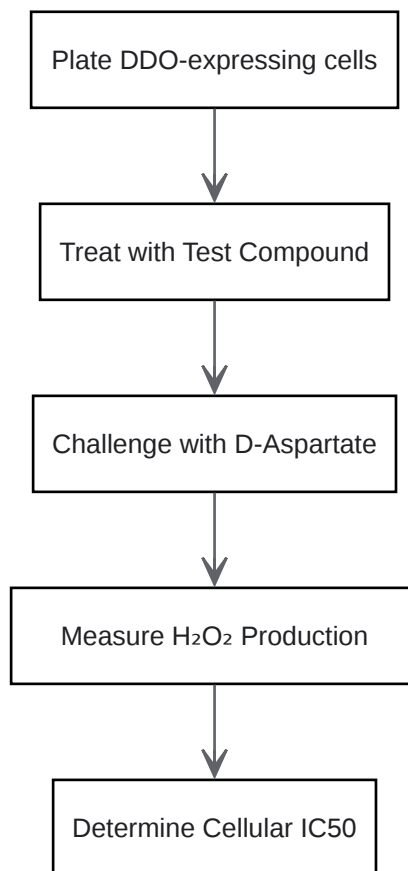 Plate DDO-expressing cells
Treat with Test Compound
Challenge with D-Aspartate
Measure H₂O₂ Production
Determine Cellular IC50